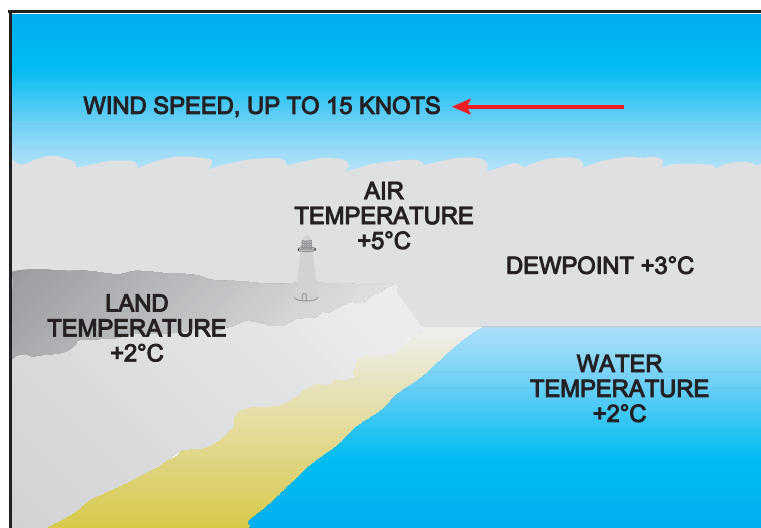 WIND SPEED, UP TO 15 KNOTS
AIR
TEMPERATURE
+5°C
DEWPOINT +3°C
LAND
TEMPERATURE
+2°C
WATER
TEMPERATURE
+2°C